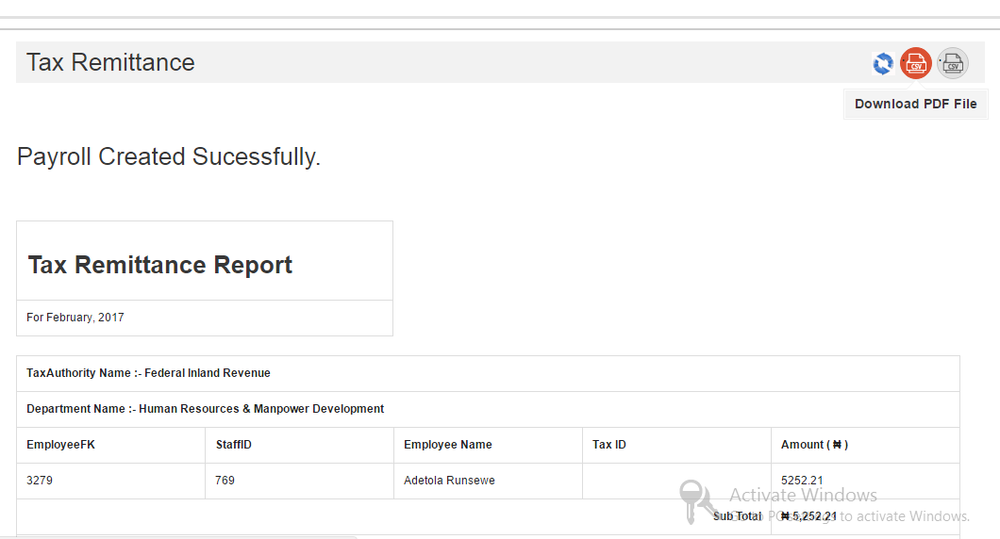 Tax Remittance
CSV
CSV
Download PDF File
Payroll Created Sucessfully.
Tax Remittance Report
For February, 2017
TaxAuthority Name :- Federal Inland Revenue
Department Name :- Human Resources & Manpower Development
EmployeeFK StaffID Employee Name Tax ID Amount ( ₦ )
3279 769 Adetola Runsewe 5252.21
Activate Windows
Sub Total ₦ 5,252.21
Go to PC settings to activate Windows.